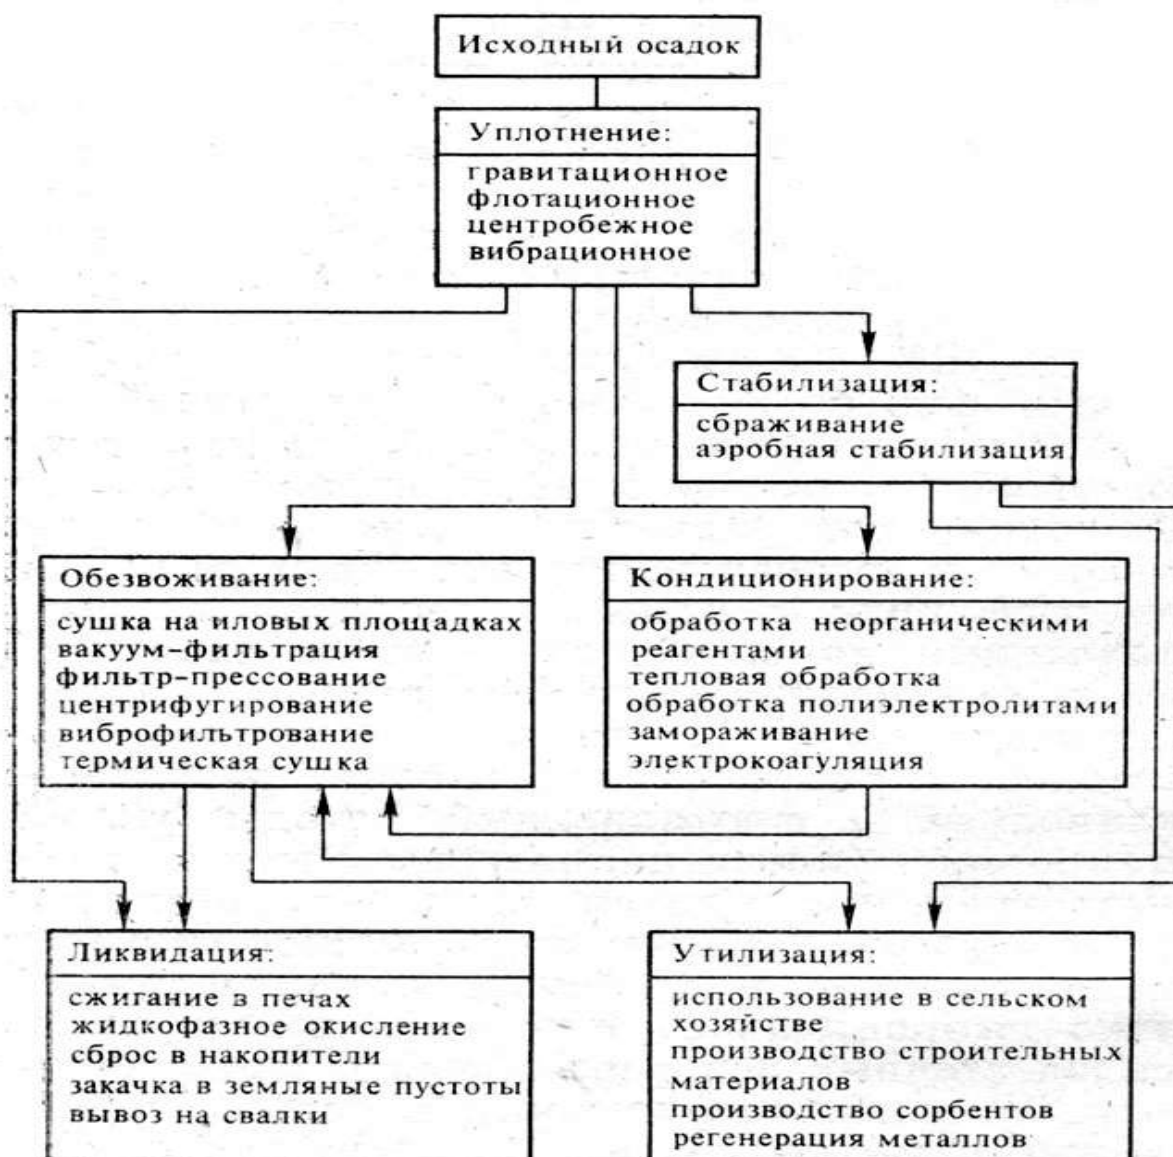 Исходный осадок
Уплотнение:
гравитационное
флотационное
центробежное
вибрационное
Стабилизация:
сбраживание
аэробная стабилизация
Обезвоживание:
сушка на иловых площадках
вакуум-фильтрация
фильтр-прессование
центрифугирование
виброфильтрование
термическая сушка
Кондиционирование:
обработка неорганическими
реагентами
тепловая обработка
обработка полиэлектролитами
замораживание
электрокоагуляция
Ликвидация:
сжигание в печах
жидкофазное окисление
сброс в накопители
закачка в земляные пустоты
вывоз на свалки
Утилизация:
использование в сельском
хозяйстве
производство строительных
материалов
производство сорбентов
регенерация металлов